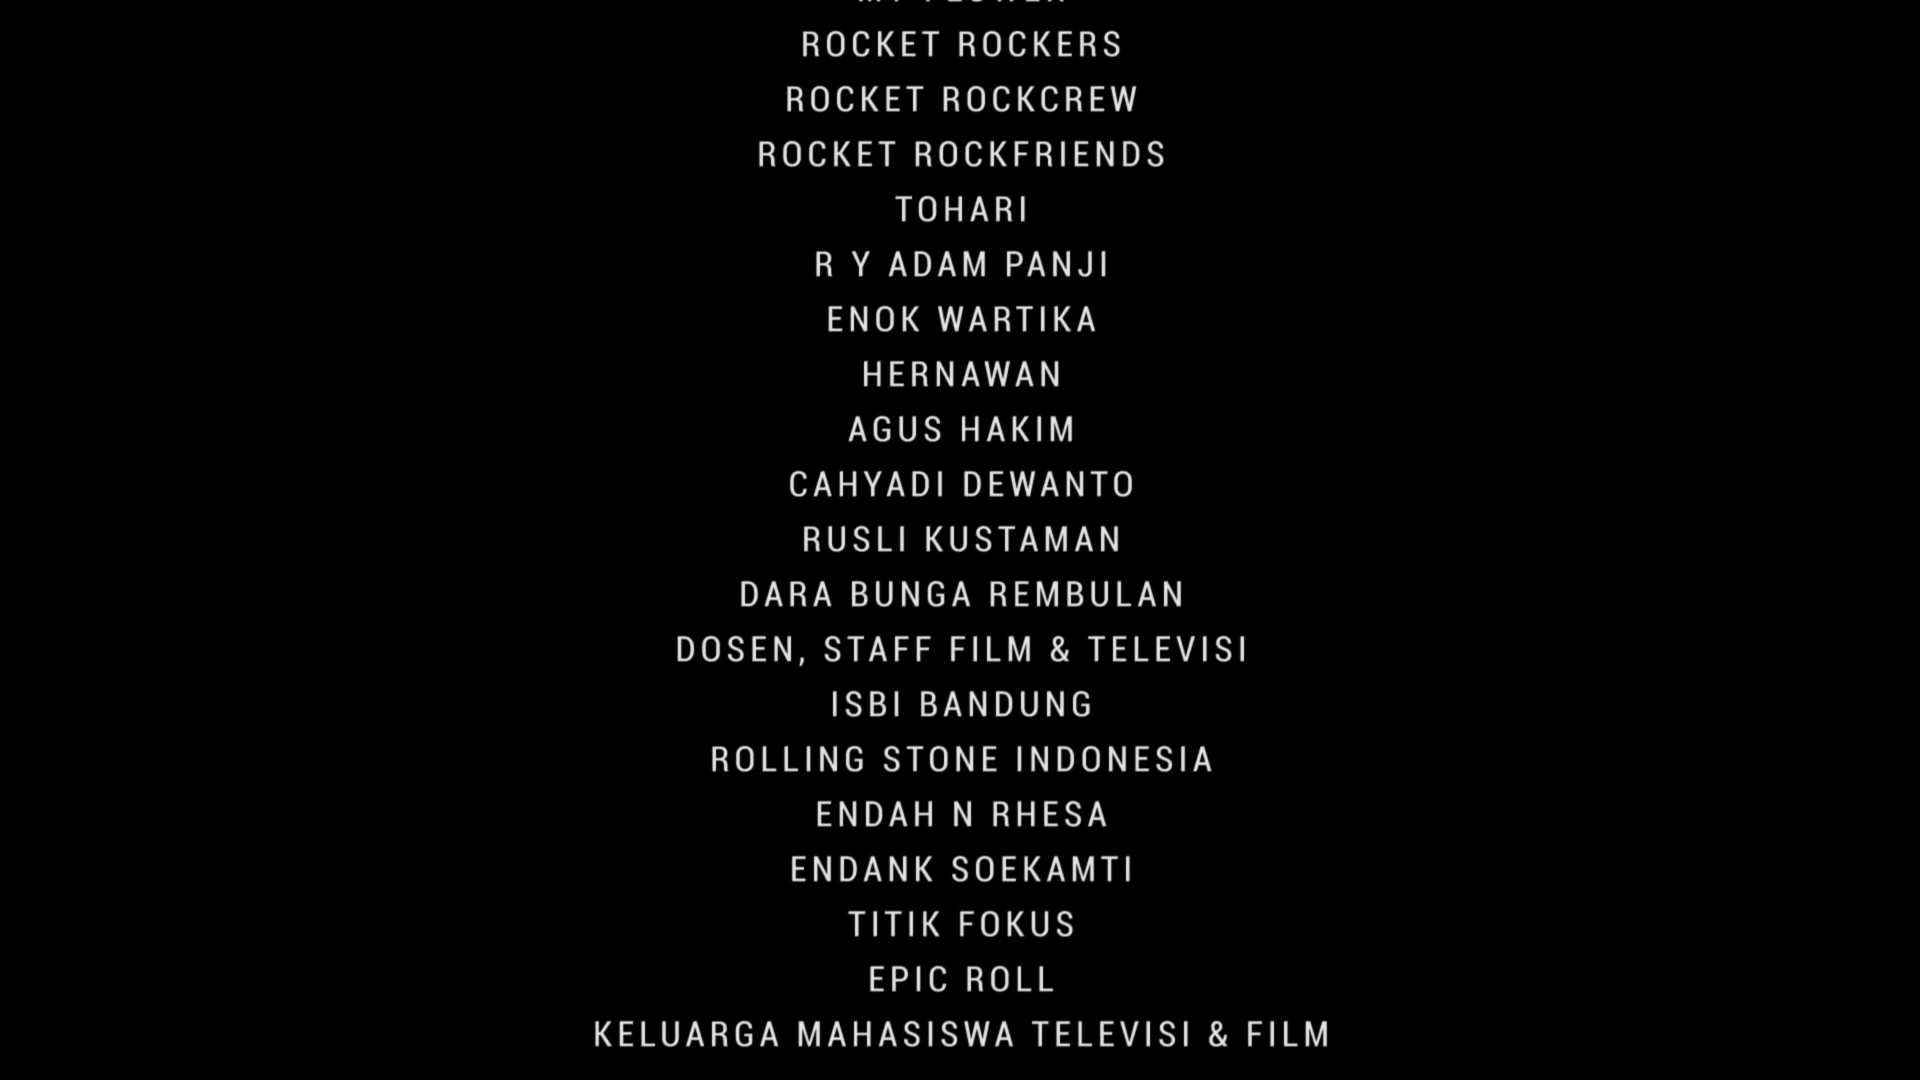 ROCKET ROCKERS
ROCKET ROCKCREW
ROCKET ROCKFRIENDS
TOHARI
R Y ADAM PANJI
ENOK WARTIKA
HERNAWAN
AGUS HAKIM
CAHYADI DEWANTO
RUSLI KUSTAMAN
DARA BUNGA REMBULAN
DOSEN, STAFF FILM & TELEVISI
ISBI BANDUNG
ROLLING STONE INDONESIA
ENDAH N RHESA
ENDANK SOEKAMTI
TITIK FOKUS
EPIC ROLL
KELUARGA MAHASISWA TELEVISI & FILM